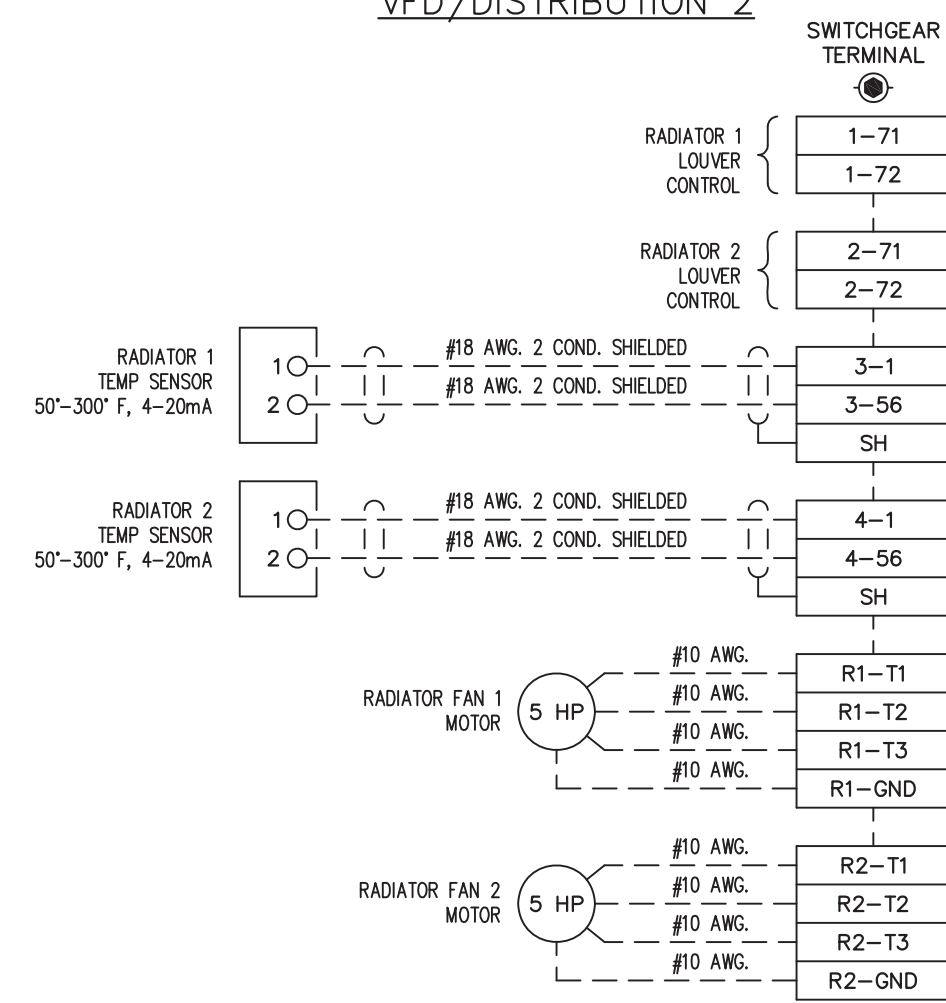 VFD/DISTRIBUTION 2
SWITCHGEAR
TERMINAL
RADIATOR 1
LOUVER
CONTROL
1-71
1-72
RADIATOR 2
LOUVER
CONTROL
2-71
2-72
RADIATOR 1
TEMP SENSOR
50°-300° F, 4-20mA
1
2
#18 AWG. 2 COND. SHIELDED
#18 AWG. 2 COND. SHIELDED
3-1
3-56
SH
RADIATOR 2
TEMP SENSOR
50°-300° F, 4-20mA
1
2
#18 AWG. 2 COND. SHIELDED
#18 AWG. 2 COND. SHIELDED
4-1
4-56
SH
RADIATOR FAN 1
MOTOR
5 HP
#10 AWG.
#10 AWG.
#10 AWG.
#10 AWG.
R1-T1
R1-T2
R1-T3
R1-GND
RADIATOR FAN 2
MOTOR
5 HP
#10 AWG.
#10 AWG.
#10 AWG.
#10 AWG.
R2-T1
R2-T2
R2-T3
R2-GND